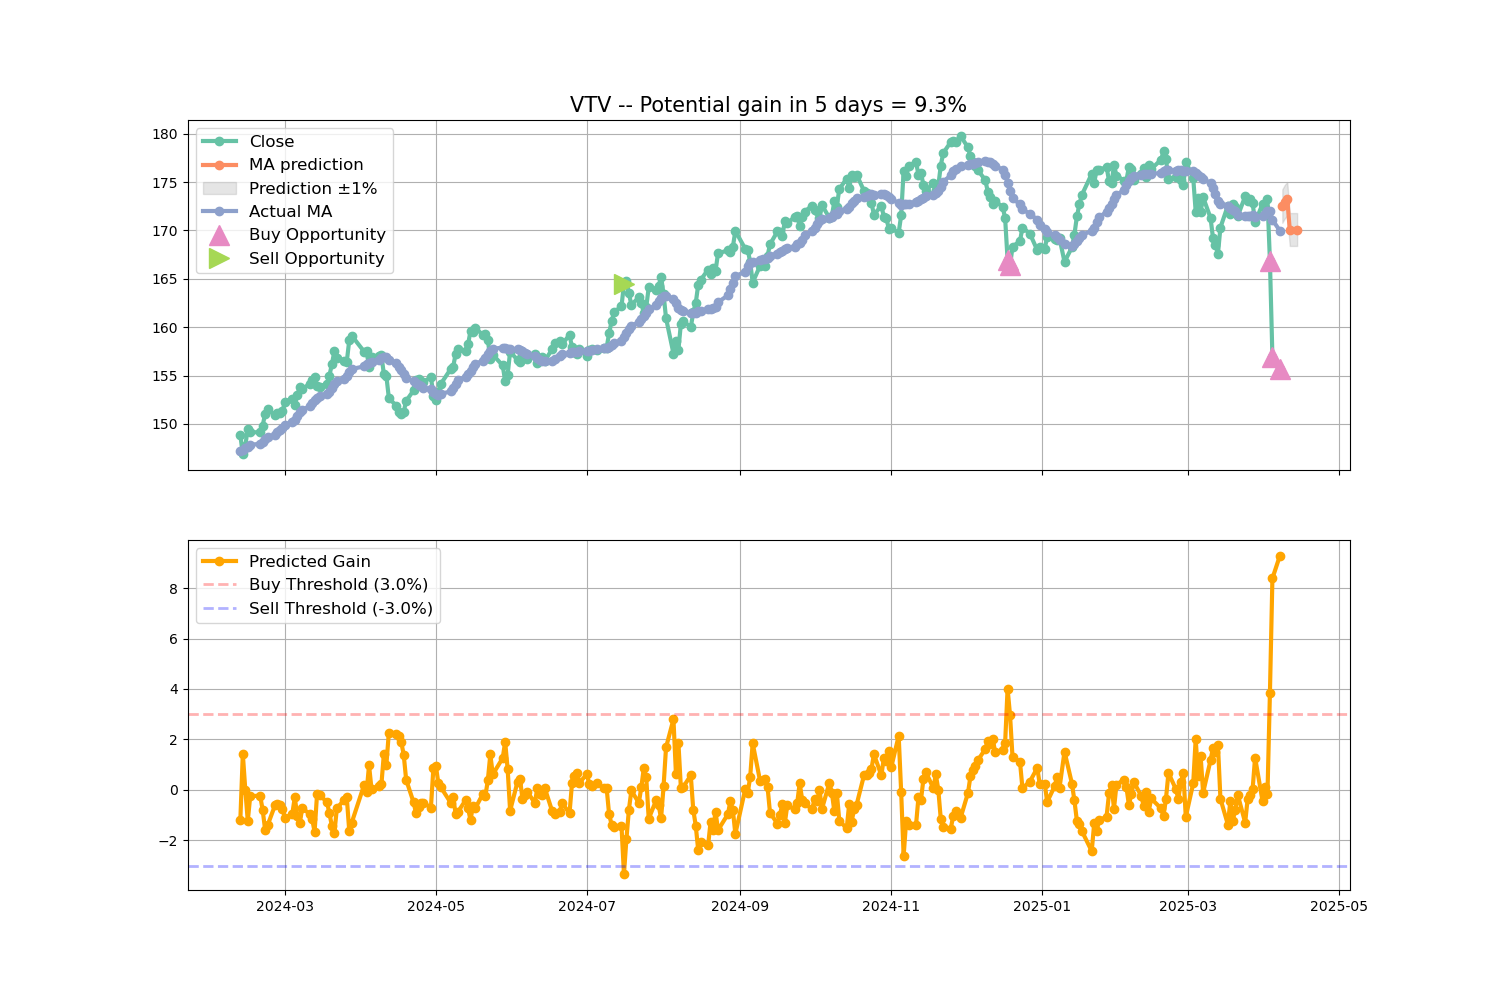 VTV -- Potential gain in 5 days = 9.3%
180
175
170
165
160
155
150
Close
MA prediction
Prediction ±1%
Actual MA
Buy Opportunity
Sell Opportunity
8
6
4
2
0
−2
Predicted Gain
Buy Threshold (3.0%)
Sell Threshold (-3.0%)
2024-03
2024-05
2024-07
2024-09
2024-11
2025-01
2025-03
2025-05